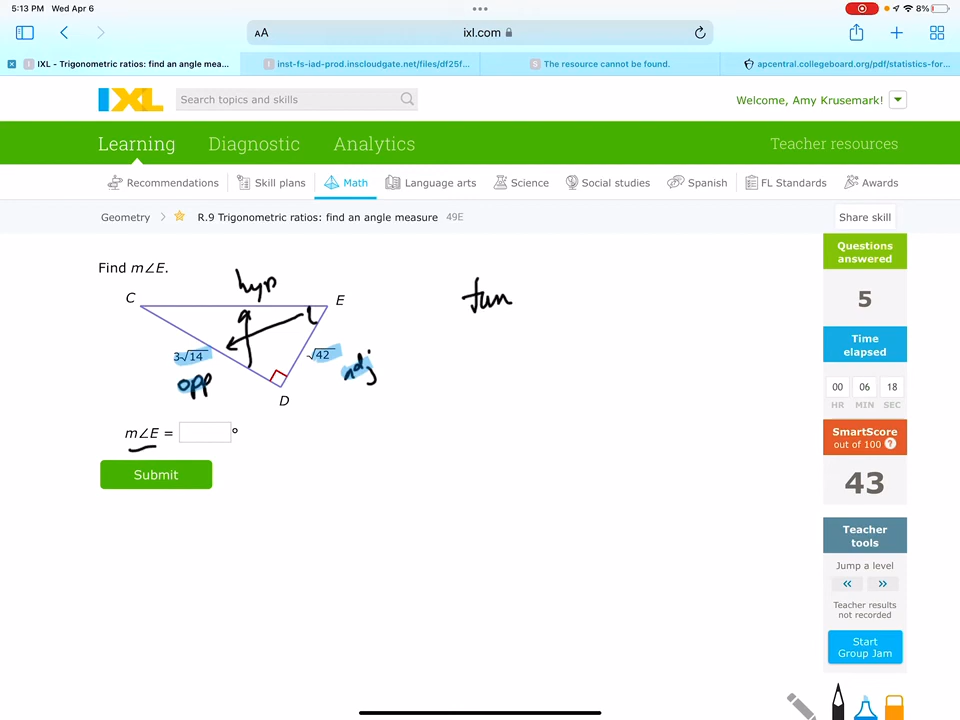 5:13 PM Wed Apr 6
8%
AA
ixl.com
IXL - Trigonometric ratios: find an angle mea...
inst-fs-iad-prod.inscloudgate.net/files/df25f...
The resource cannot be found.
apcentral.collegeboard.org/pdf/statistics-for...
IXL
Search topics and skills
Welcome, Amy Krusemark!
Learning
Diagnostic
Analytics
Teacher resources
Recommendations
Skill plans
Math
Language arts
Science
Social studies
Spanish
FL Standards
Awards
Geometry
R.9 Trigonometric ratios: find an angle measure 49E
Share skill
Find m∠E.
hyp
tan
C
E
3√14
√42
opp
adj
D
m∠E = °
Submit
Questions
answered
5
Time
elapsed
00 06 18
HR MIN SEC
SmartScore
out of 100 ?
43
Teacher
tools
Jump a level
<< >>
Teacher results
not recorded
Start
Group Jam